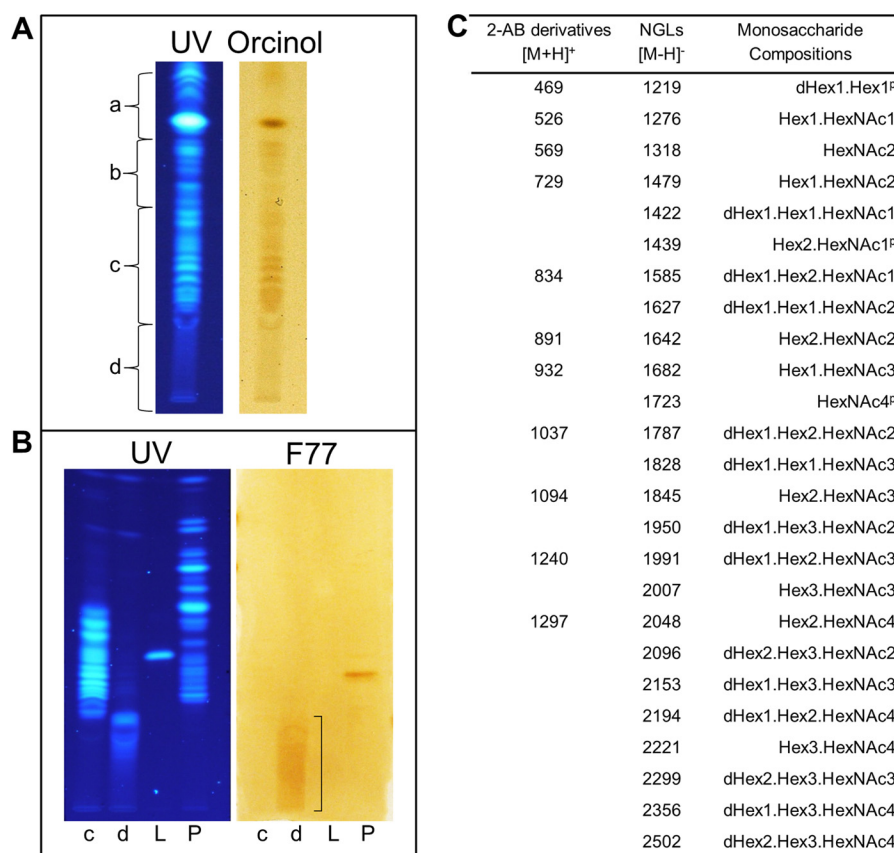 A
UV Orcinol
a
b
c
d
B
UV F77
c d L P c d L P
C
2-AB derivatives NGLs Monosaccharide
[M+H]+ [M-H]- Compositions
469 1219 dHex1.Hex1
526 1276 Hex1.HexNAc1
569 1318 HexNAc2
729 1479 Hex1.HexNAc2
1422 dHex1.Hex1.HexNAc1
1439 Hex2.HexNAc1
834 1585 dHex1.Hex2.HexNAc1
1627 dHex1.Hex1.HexNAc2
891 1642 Hex2.HexNAc2
932 1682 Hex1.HexNAc3
1723 HexNAc4
1037 1787 dHex1.Hex2.HexNAc2
1828 dHex1.Hex1.HexNAc3
1094 1845 Hex2.HexNAc3
1950 dHex1.Hex3.HexNAc2
1240 1991 dHex1.Hex2.HexNAc3
2007 Hex3.HexNAc3
1297 2048 Hex2.HexNAc4
2096 dHex2.Hex3.HexNAc2
2153 dHex1.Hex3.HexNAc3
2194 dHex1.Hex2.HexNAc4
2221 Hex3.HexNAc4
2299 dHex2.Hex3.HexNAc3
2356 dHex1.Hex3.HexNAc4
2502 dHex2.Hex3.HexNAc4